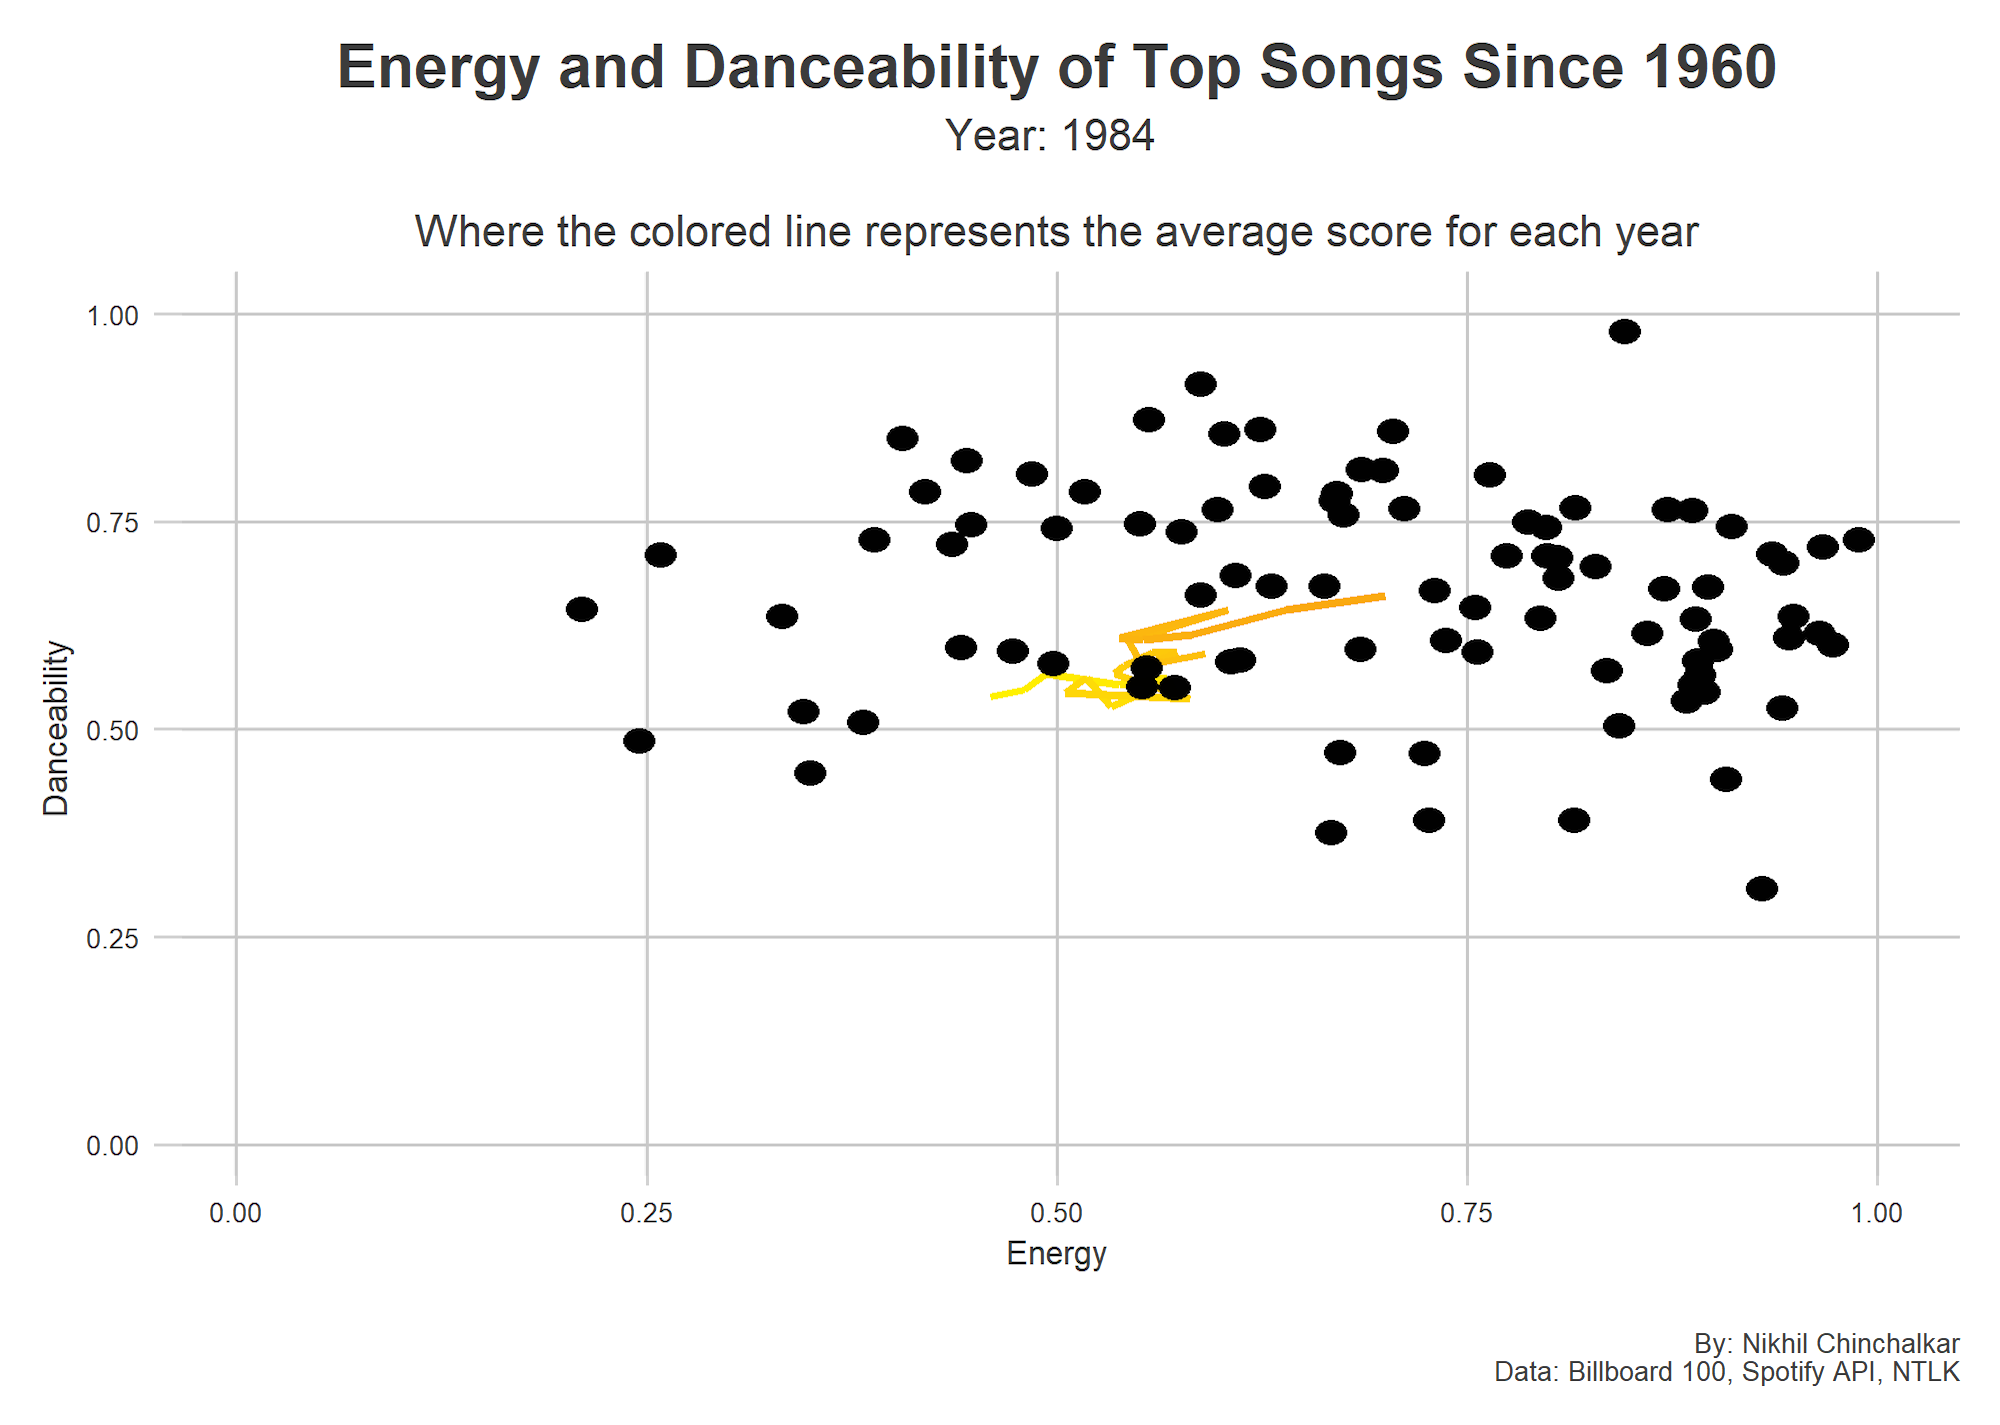 Energy and Danceability of Top Songs Since 1960
Year: 1984
Where the colored line represents the average score for each year
1.00
0.75
0.50
0.25
0.00
Danceability
0.00 0.25 0.50 0.75 1.00
Energy
By: Nikhil Chinchalkar
Data: Billboard 100, Spotify API, NTLK